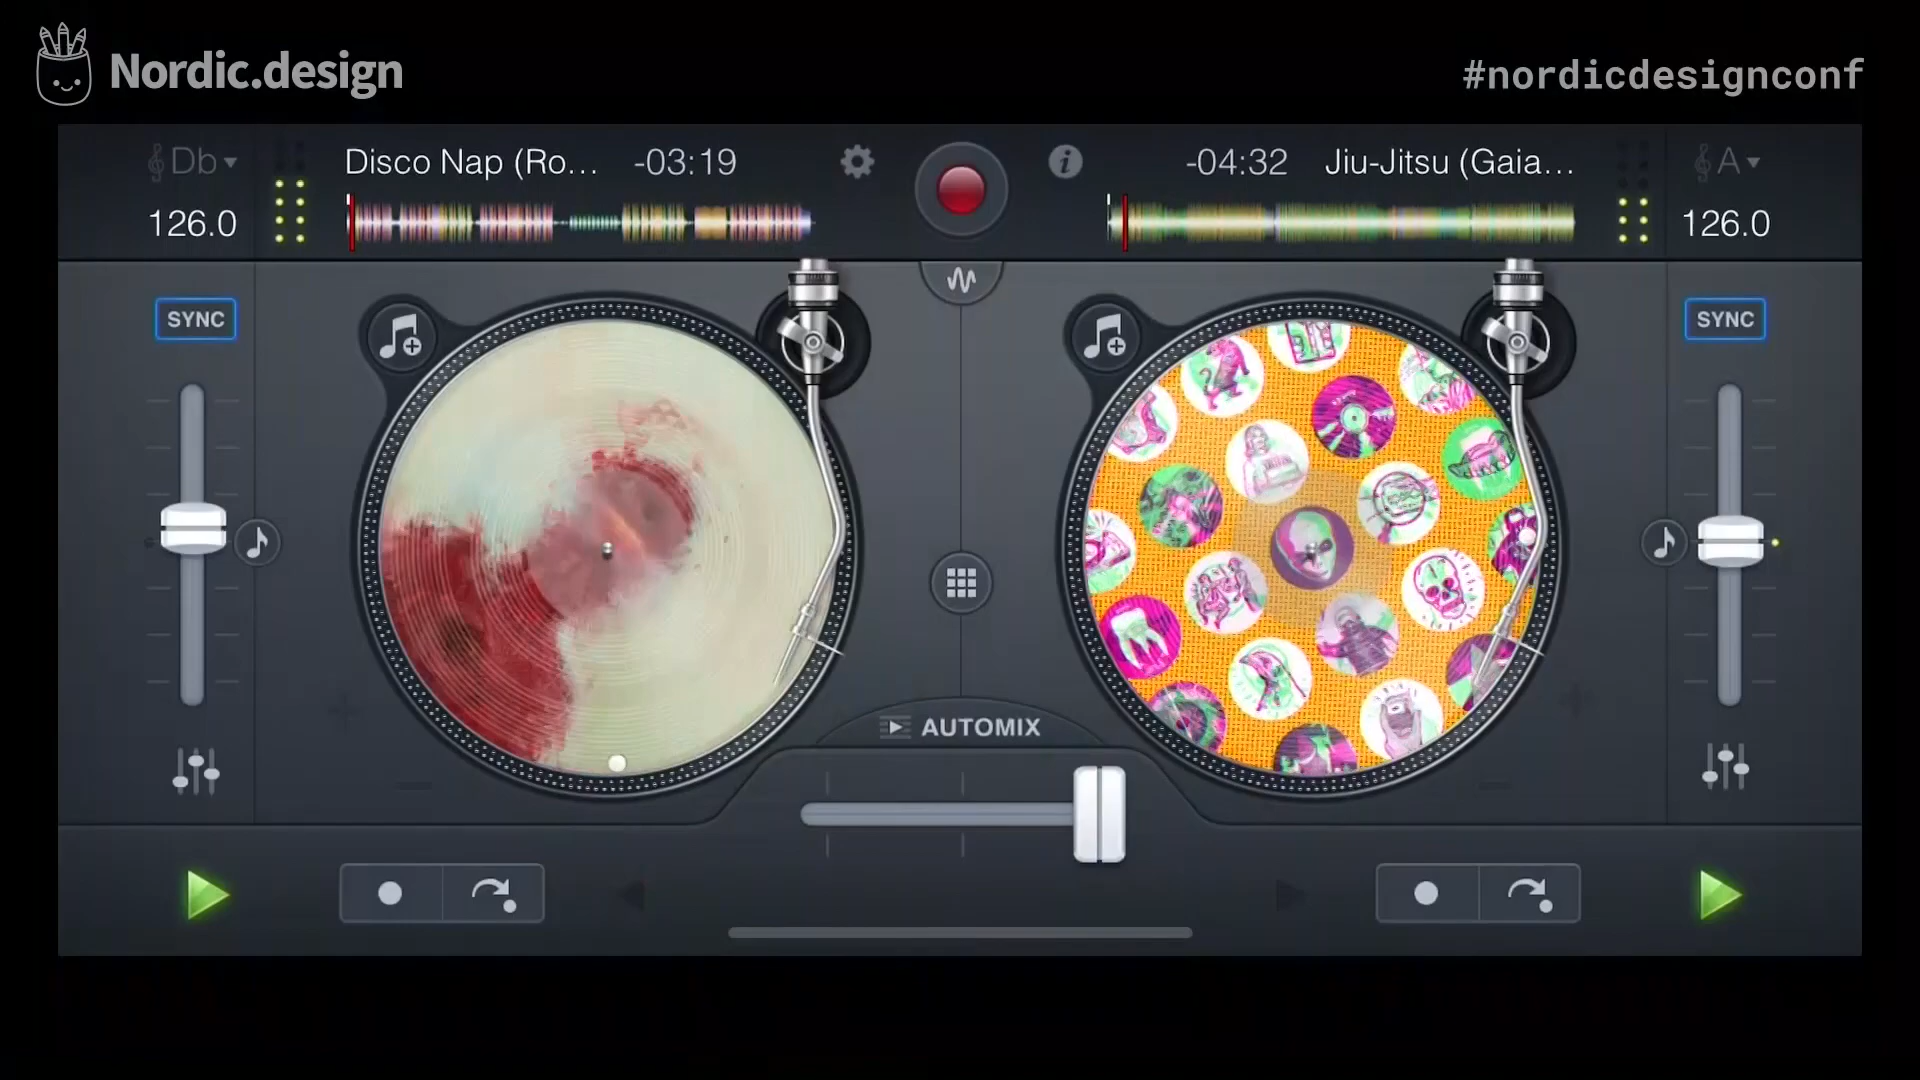 Nordic.design
#nordicdesignconf
Db
Disco Nap (Ro...
-03:19
-04:32
Jiu-Jitsu (Gaia...
A
126.0
126.0
SYNC
SYNC
AUTOMIX